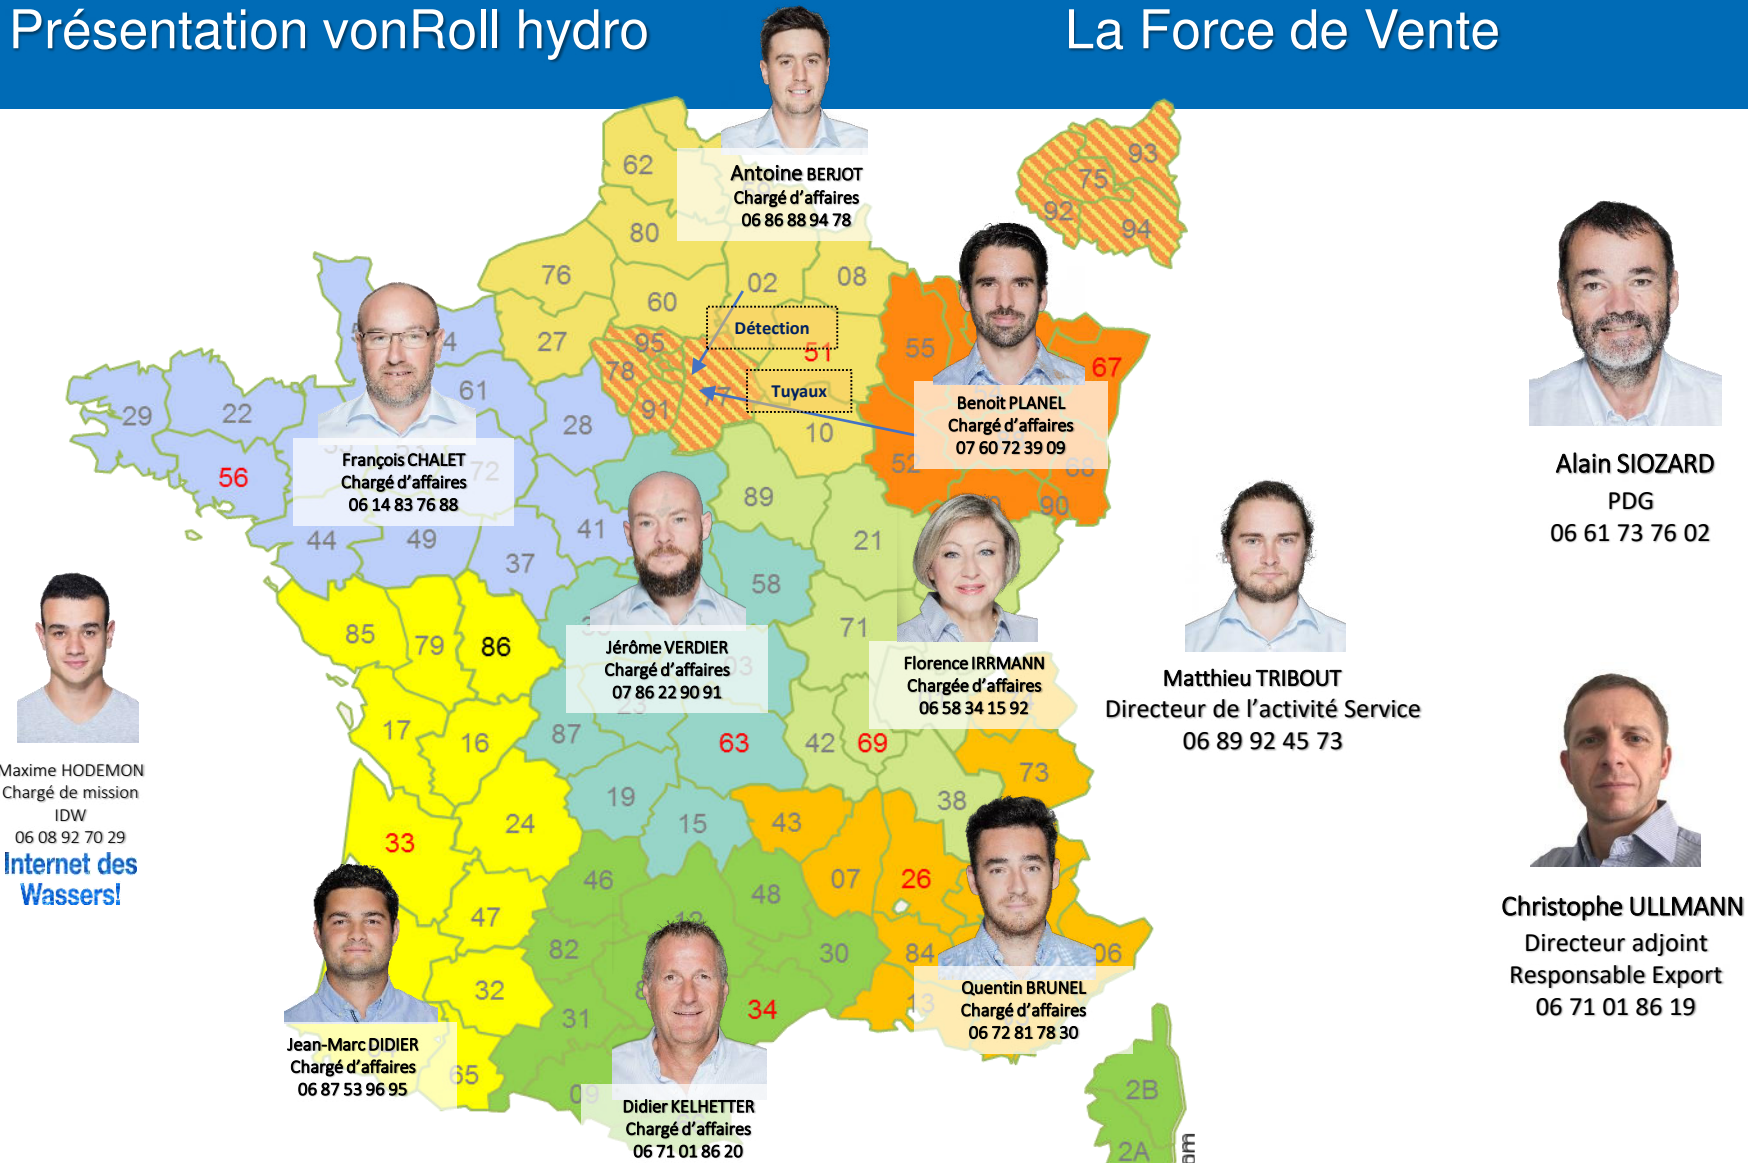 Présentation vonRoll hydro
La Force de Vente
62
Antoine BERJOT
Chargé d'affaires
06 86 88 94 78
93
75
92
94
80
76
02
08
60
Détection
27
95
51
55
67
78
77
Tuyaux
91
10
Benoit PLANEL
Chargé d'affaires
07 60 72 39 09
52
68
90
4
61
29
22
28
56
72
François CHALET
Chargé d'affaires
06 14 83 76 88
44
49
41
37
89
21
58
71
Alain SIOZARD
PDG
06 61 73 76 02
85
79
86
Jérôme VERDIER
Chargé d'affaires
07 86 22 90 91
03
23
Florence IRRMANN
Chargée d'affaires
06 58 34 15 92
Matthieu TRIBOUT
Directeur de l'activité Service
06 89 92 45 73
17
16
87
63
42
69
73
38
Maxime HODEMON
Chargé de mission
IDW
06 08 92 70 29
Internet des
Wassers!
19
15
43
24
33
46
48
07
26
47
12
82
30
84
06
13
Christophe ULLMANN
Directeur adjoint
Responsable Export
06 71 01 86 19
32
31
34
Quentin BRUNEL
Chargé d'affaires
06 72 81 78 30
Jean-Marc DIDIER
Chargé d'affaires
06 87 53 96 95
65
09
Didier KELHETTER
Chargé d'affaires
06 71 01 86 20
2B
2A